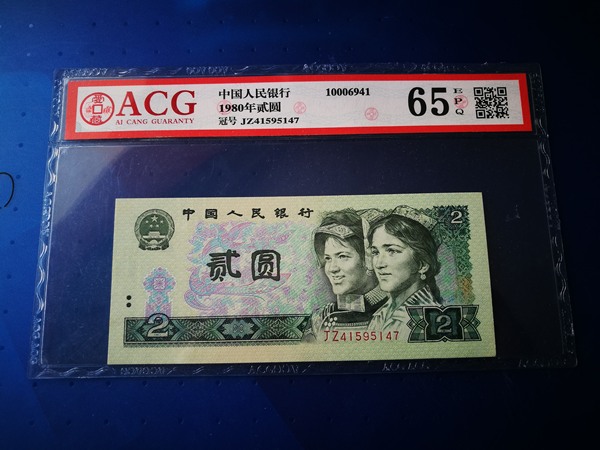 ACG
AI CANG GUARANTY
中国人民银行
1980年贰圆
冠号 JZ41595147
10006941
65 EPQ
中国人民银行
2
贰圆
2
2
JZ41595147